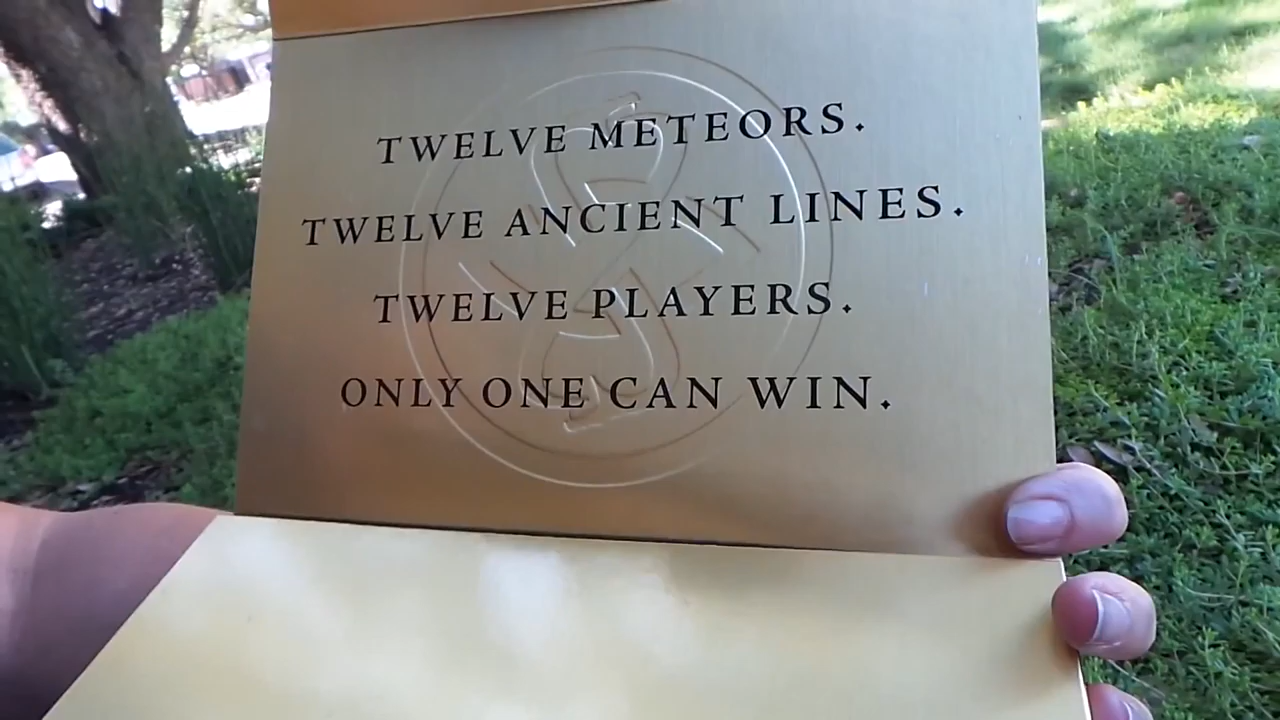 TWELVE METEORS.
TWELVE ANCIENT LINES.
TWELVE PLAYERS.
ONLY ONE CAN WIN.